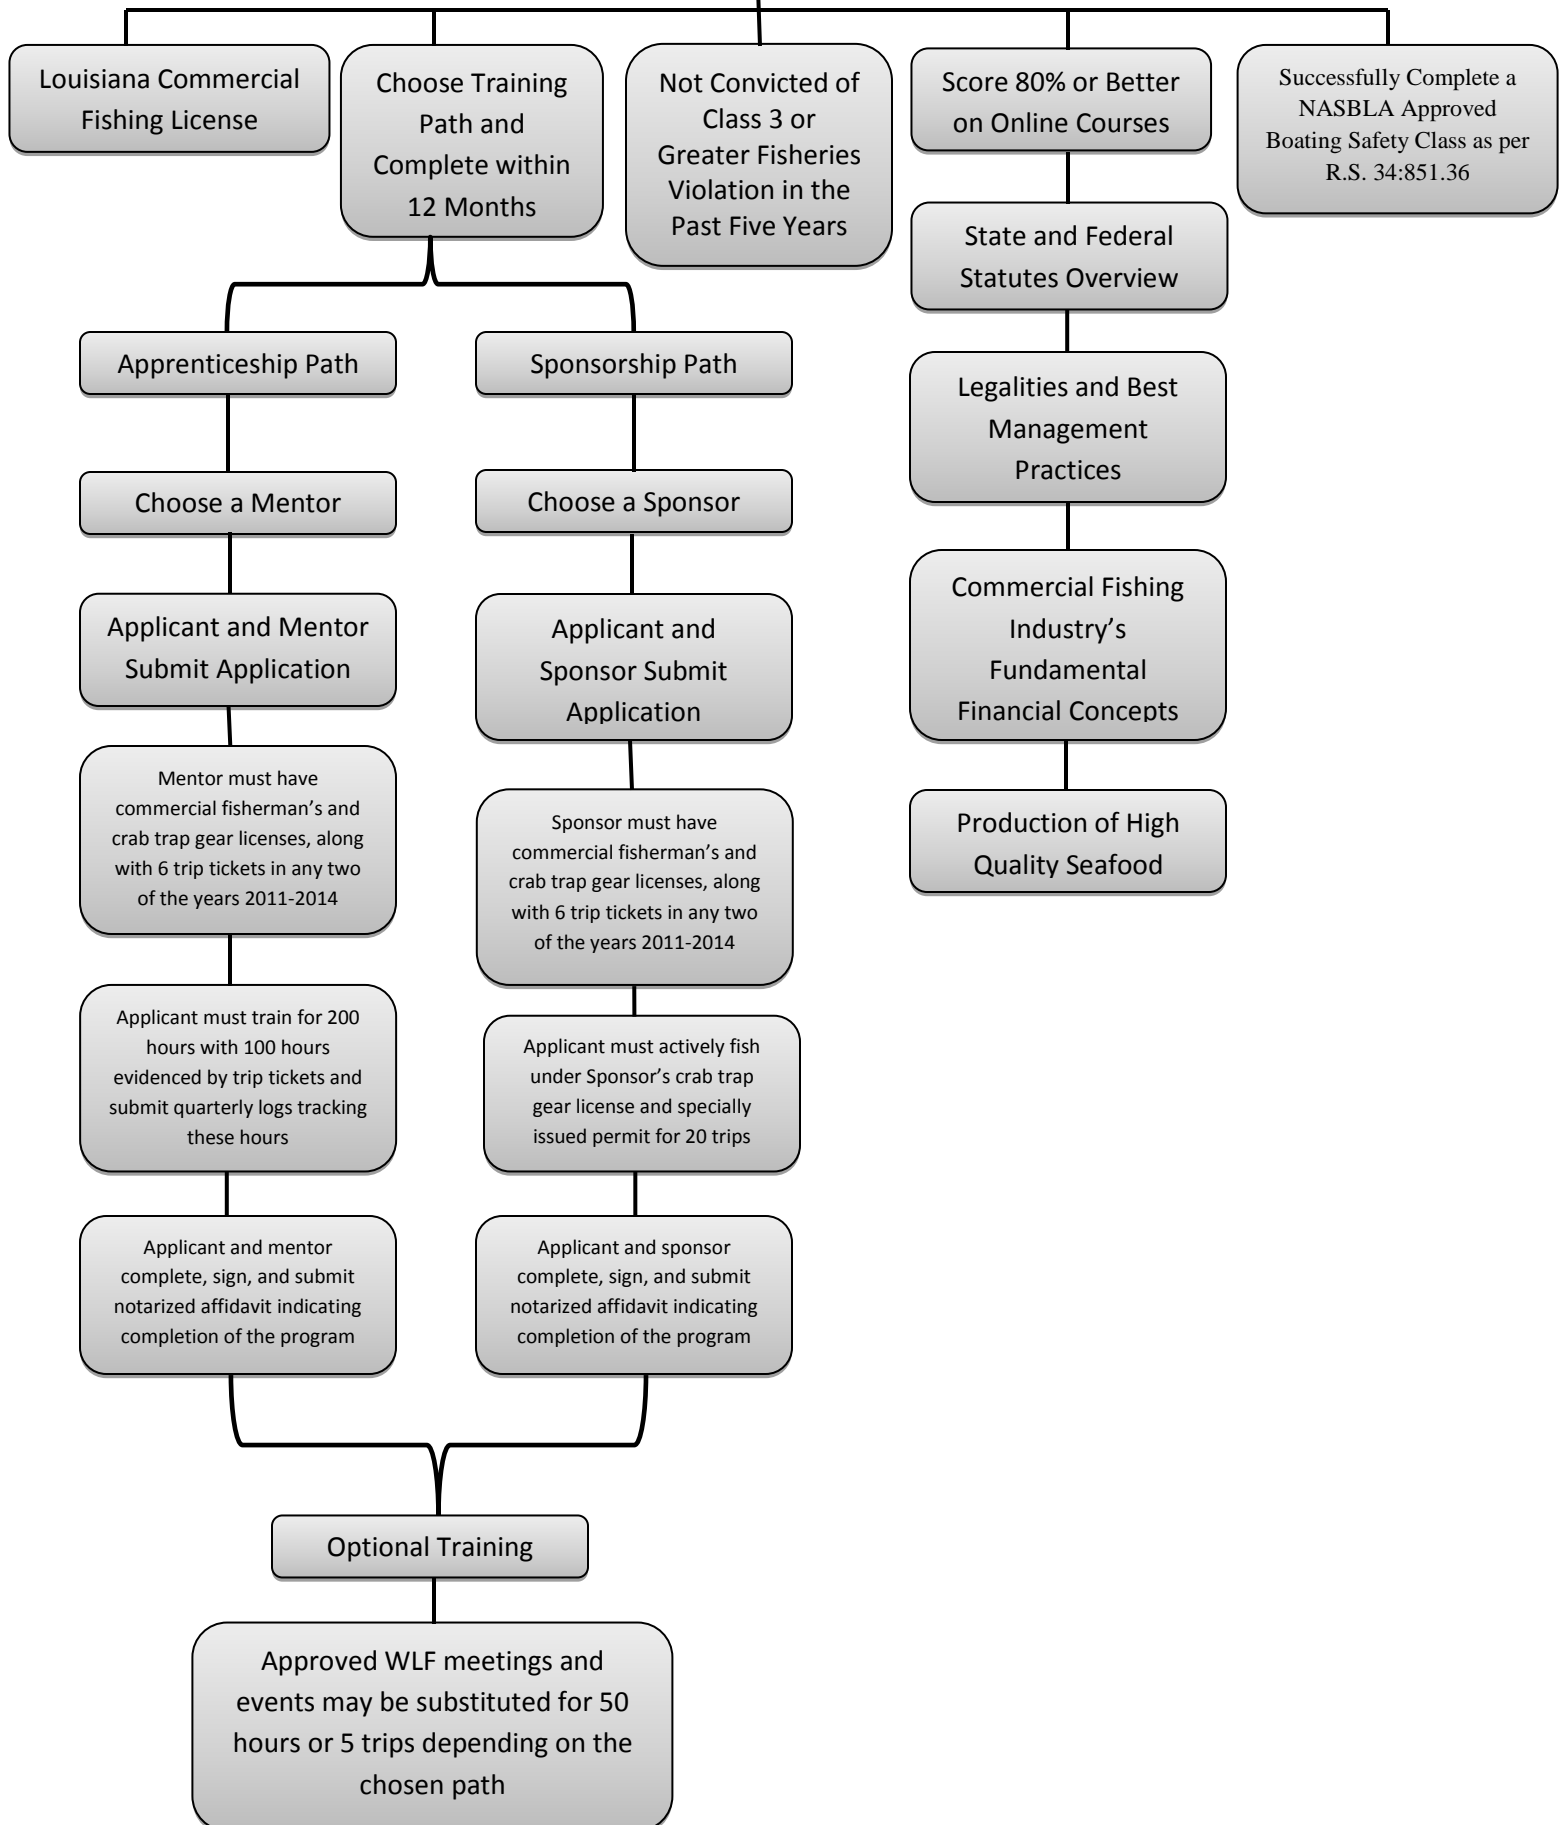 Louisiana Commercial
Fishing License
Choose Training
Path and
Complete within
12 Months
Not Convicted of
Class 3 or
Greater Fisheries
Violation in the
Past Five Years
Score 80% or Better
on Online Courses
Successfully Complete a
NASBLA Approved
Boating Safety Class as per
R.S. 34:851.36
State and Federal
Statutes Overview
Legalities and Best
Management
Practices
Commercial Fishing
Industry’s
Fundamental
Financial Concepts
Production of High
Quality Seafood
Apprenticeship Path
Choose a Mentor
Applicant and Mentor
Submit Application
Mentor must have
commercial fisherman’s and
crab trap gear licenses, along
with 6 trip tickets in any two
of the years 2011-2014
Applicant must train for 200
hours with 100 hours
evidenced by trip tickets and
submit quarterly logs tracking
these hours
Applicant and mentor
complete, sign, and submit
notarized affidavit indicating
completion of the program
Sponsorship Path
Choose a Sponsor
Applicant and
Sponsor Submit
Application
Sponsor must have
commercial fisherman’s and
crab trap gear licenses, along
with 6 trip tickets in any two
of the years 2011-2014
Applicant must actively fish
under Sponsor’s crab trap
gear license and specially
issued permit for 20 trips
Applicant and sponsor
complete, sign, and submit
notarized affidavit indicating
completion of the program
Optional Training
Approved WLF meetings and
events may be substituted for 50
hours or 5 trips depending on the
chosen path